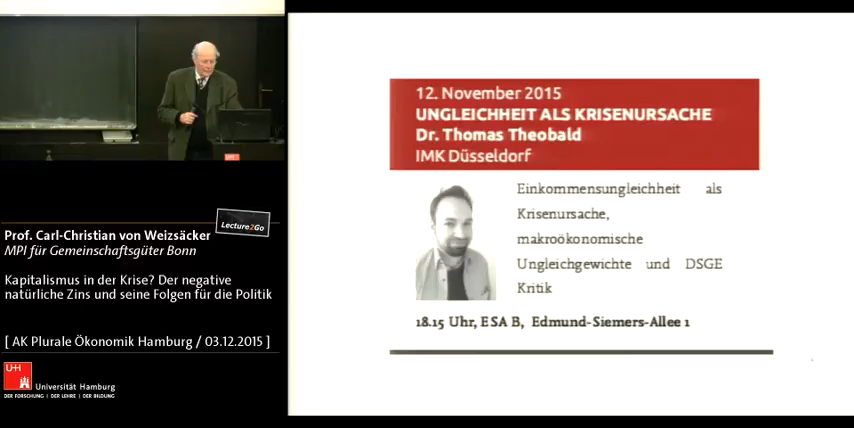 Lecture2Go
Prof. Carl-Christian von Weizsäcker
MPI für Gemeinschaftsgüter Bonn
Kapitalismus in der Krise? Der negative
natürliche Zins und seine Folgen für die Politik
[ AK Plurale Ökonomik Hamburg / 03.12.2015 ]
UH
Universität Hamburg
DER FORSCHUNG | DER LEHRE | DER BILDUNG
12. November 2015
UNGLEICHHEIT ALS KRISENURSACHE
Dr. Thomas Theobald
IMK Düsseldorf
Einkommensungleichheit als
Krisenursache,
makroökonomische
Ungleichgewichte und DSGE
Kritik
18.15 Uhr, ESA B, Edmund-Siemers-Allee 1